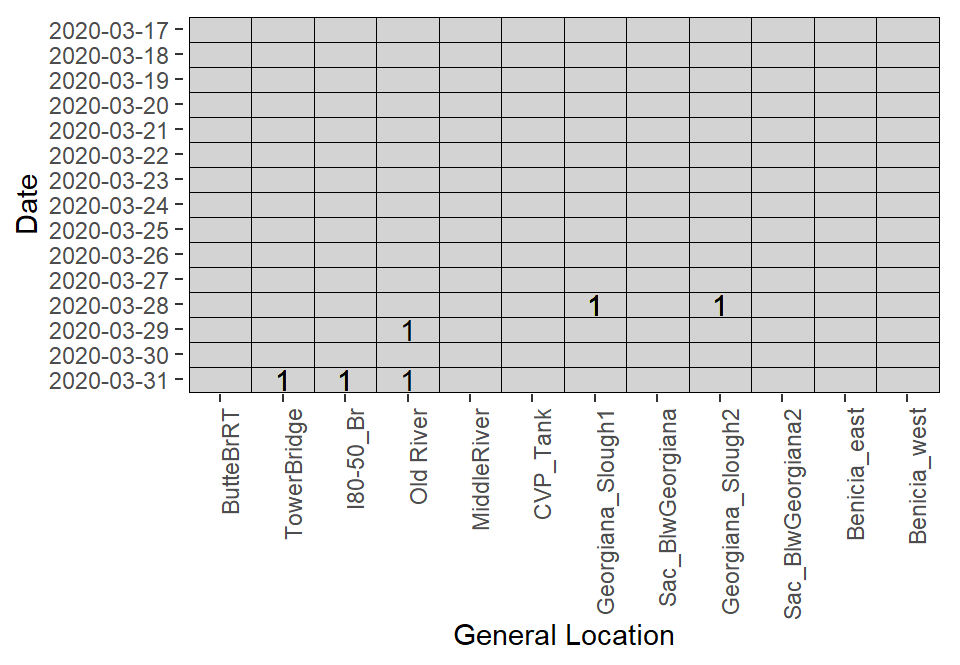 Date
2020-03-17
2020-03-18
2020-03-19
2020-03-20
2020-03-21
2020-03-22
2020-03-23
2020-03-24
2020-03-25
2020-03-26
2020-03-27
2020-03-28 1 1
2020-03-29 1
2020-03-30
2020-03-31 1 1 1
ButteBrRT
TowerBridge
I80-50_Br
Old River
MiddleRiver
CVP_Tank
Georgiana_Slough1
Sac_BlwGeorgiana
Georgiana_Slough2
Sac_BlwGeorgiana2
Benicia_east
Benicia_west
General Location